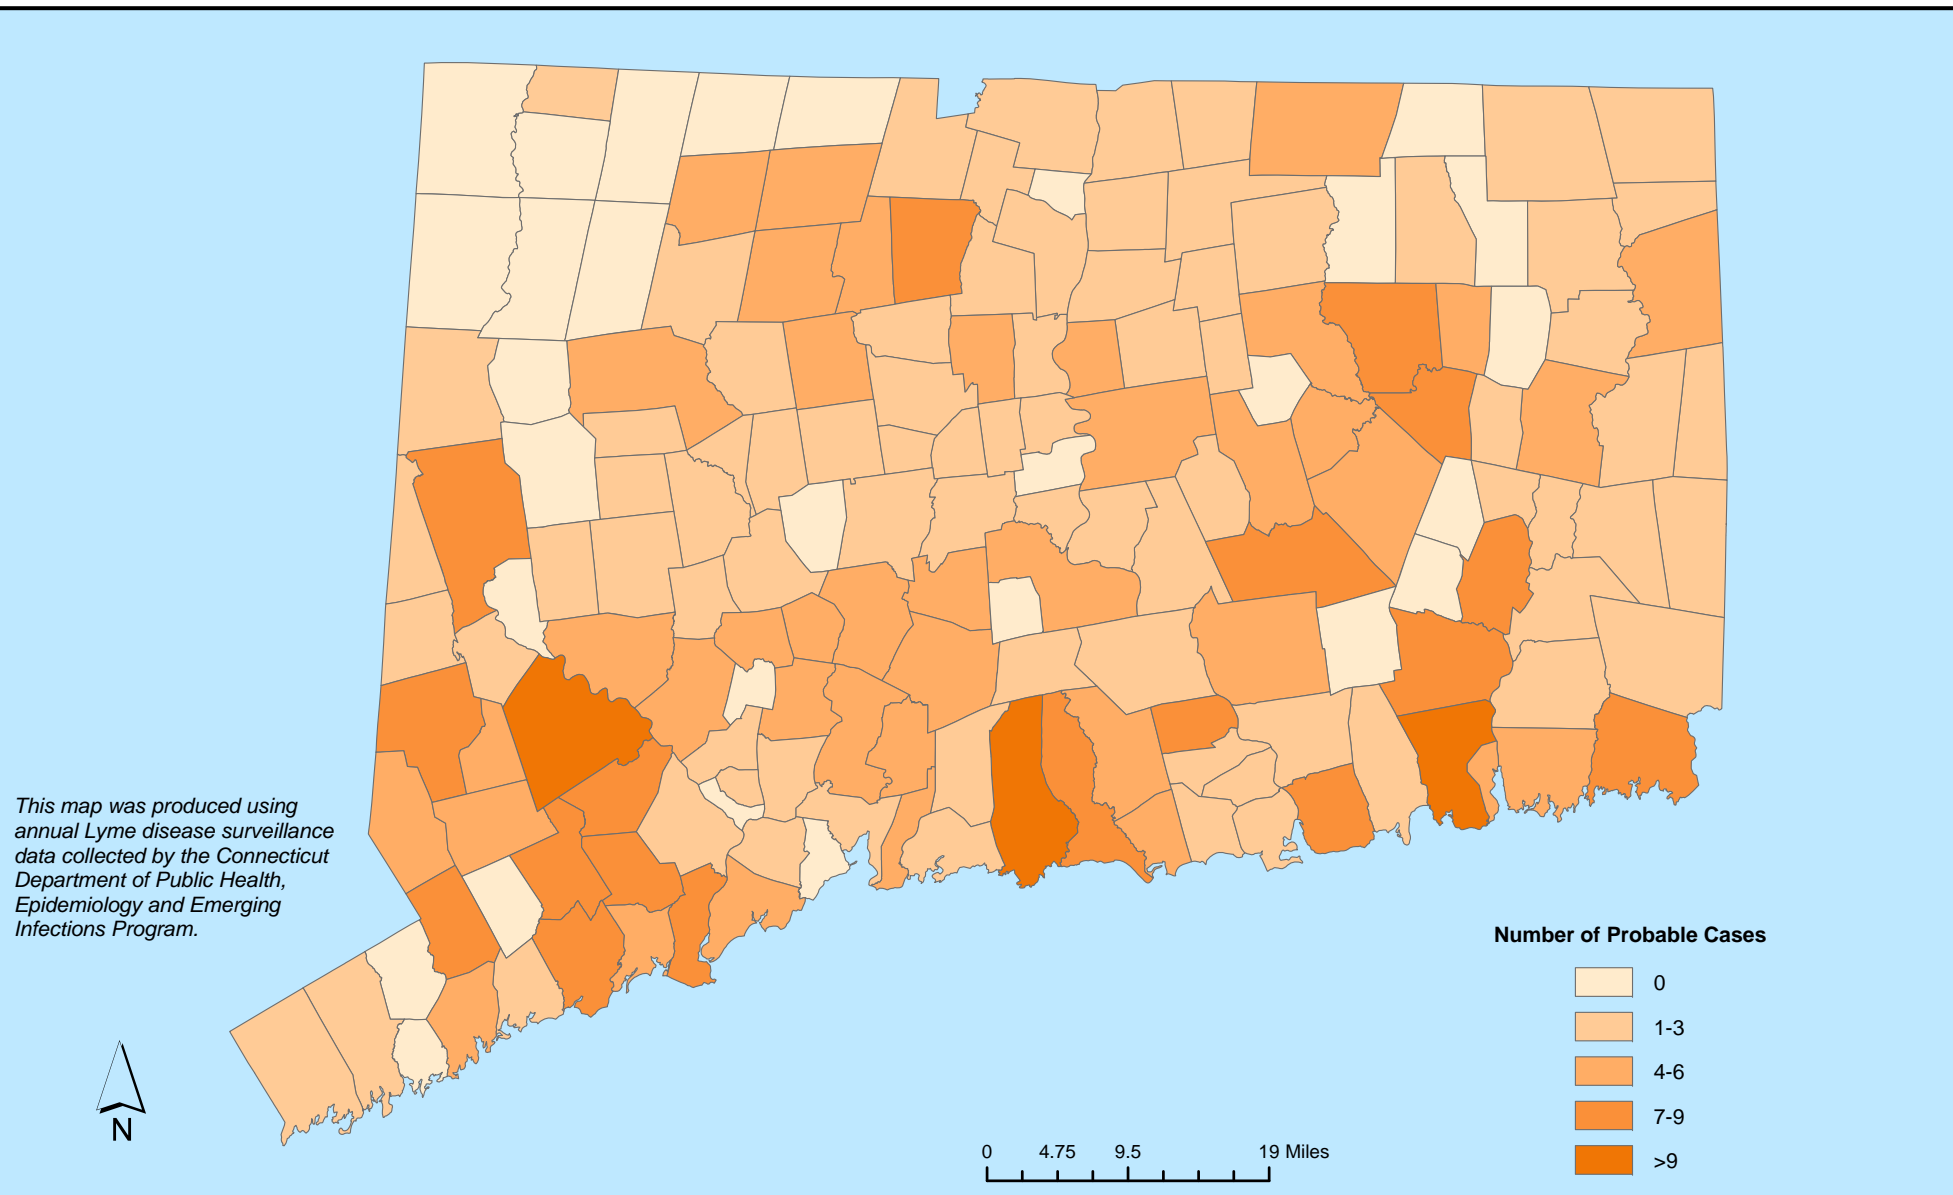 This map was produced using
annual Lyme disease surveillance
data collected by the Connecticut
Department of Public Health,
Epidemiology and Emerging
Infections Program.
Number of Probable Cases
0
1-3
4-6
7-9
>9
N
0 4.75 9.5 19 Miles